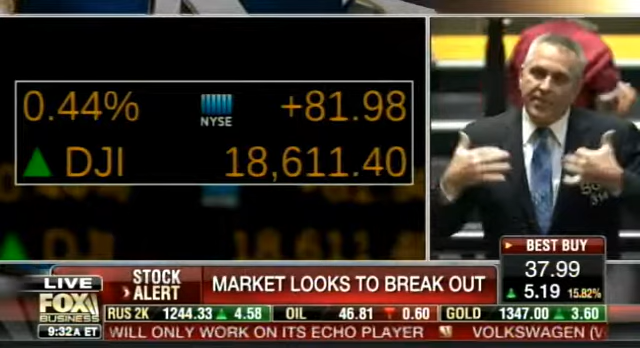 0.44% NYSE +81.98
DJI 18,611.40
BEST BUY
37.99
5.19 15.82%
LIVE
FOX
BUSINESS
9:32A ET
STOCK
ALERT
MARKET LOOKS TO BREAK OUT
RUS 2K 1244.33 4.58 OIL 46.81 0.60 GOLD 1347.00 3.60
WILL ONLY WORK ON ITS ECHO PLAYER VOLKSWAGEN (V